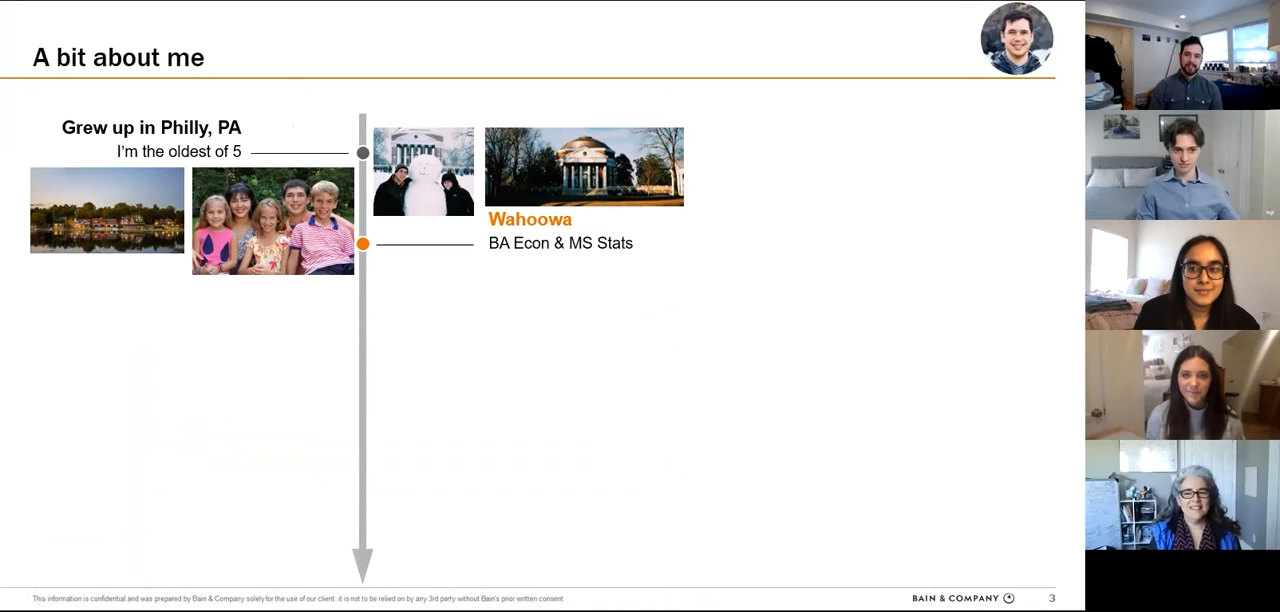 A bit about me
Grew up in Philly, PA
I'm the oldest of 5
Wahoowa
BA Econ & MS Stats
This information is confidential and was prepared by Bain & Company solely for the use of our client; it is not to be relied on by any 3rd party without Bain's prior written consent
BAIN & COMPANY
3